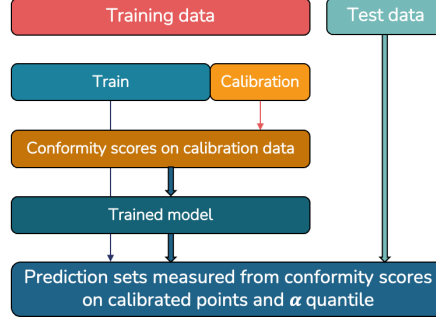 Training data
Test data
Train
Calibration
Conformity scores on calibration data
Trained model
Prediction sets measured from conformity scores
on calibrated points and α quantile